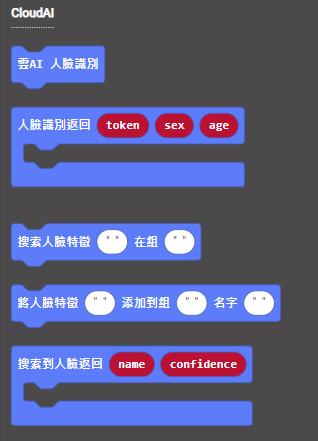 CloudAI
雲AI 人臉識別
人臉識別返回 token sex age
搜索人臉特徵 " " 在組 " "
將人臉特徵 " " 添加到組 " " 名字 " "
搜索到人臉返回 name confidence